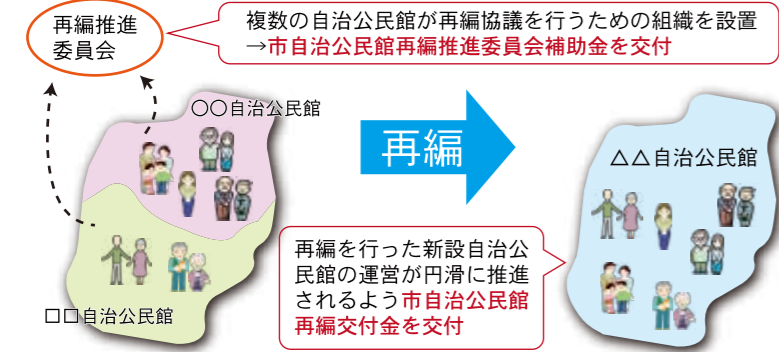 再編推進
委員会
複数の自治公民館が再編協議を行うための組織を設置
→市自治公民館再編推進委員会補助金を交付
〇〇自治公民館
再編
△△自治公民館
再編を行った新設自治公
民館の運営が円滑に推進
されるよう市自治公民館
再編交付金を交付
□□自治公民館